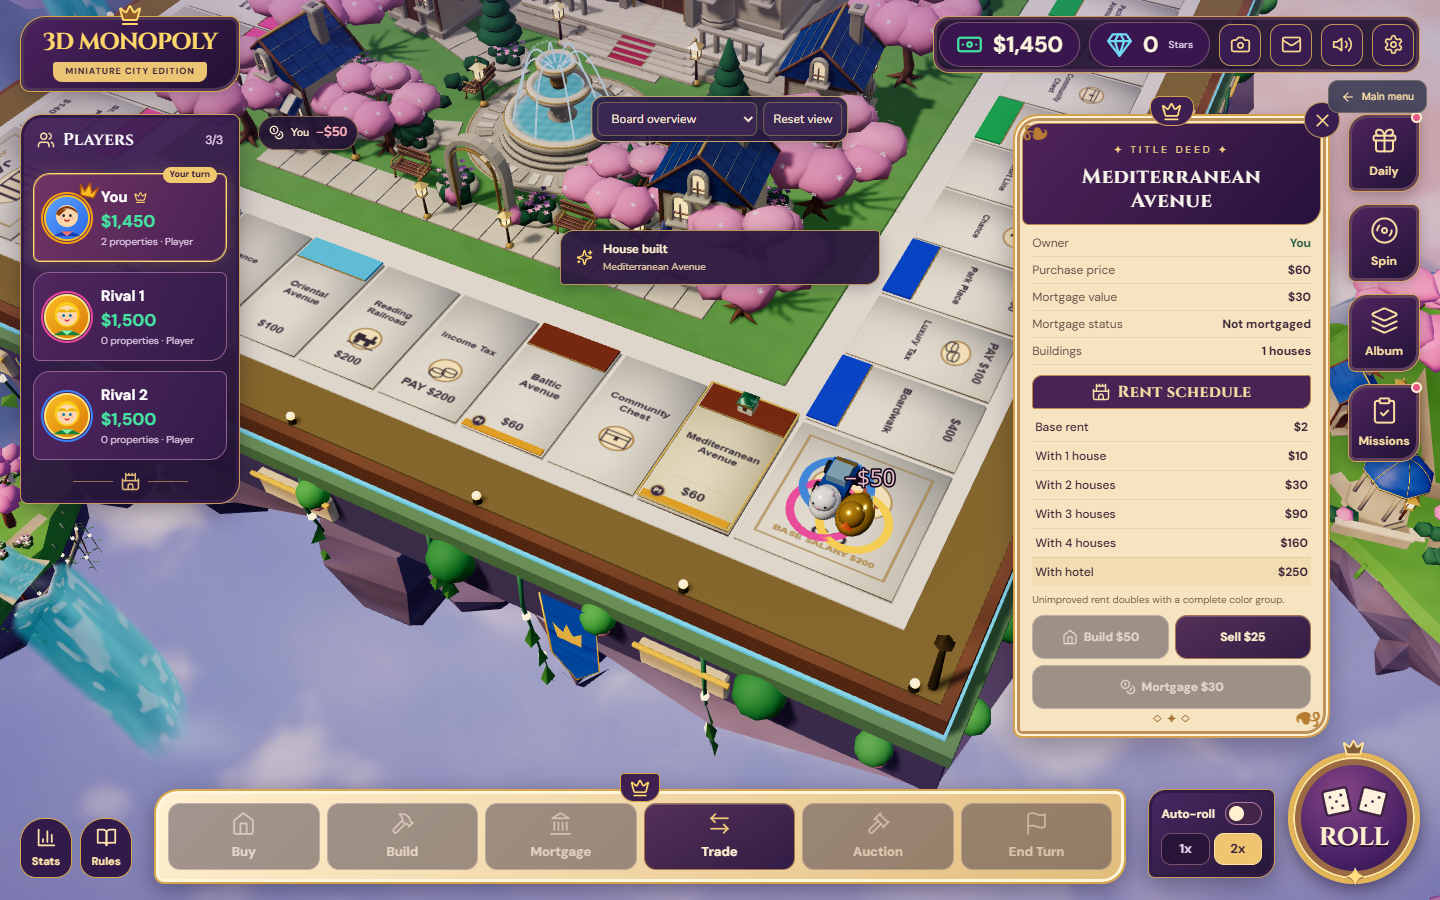 3D MONOPOLY
MINIATURE CITY EDITION
$1,450
0 Stars
Main menu
PLAYERS 3/3
Your turn
You
$1,450
2 properties · Player
Rival 1
$1,500
0 properties · Player
Rival 2
$1,500
0 properties · Player
You −$50
Board overview
Reset view
House built
Mediterranean Avenue
Oriental
Avenue
$100
Reading
Railroad
$200
Income Tax
PAY $200
Baltic
Avenue
$60
Community
Chest
Mediterranean
Avenue
$60
−$50
BASE SALARY $200
Boardwalk
$400
Luxury Tax
PAY $100
Park Place
Chance
Community
Chest
TITLE DEED
MEDITERRANEAN
AVENUE
Owner You
Purchase price $60
Mortgage value $30
Mortgage status Not mortgaged
Buildings 1 houses
RENT SCHEDULE
Base rent $2
With 1 house $10
With 2 houses $30
With 3 houses $90
With 4 houses $160
With hotel $250
Unimproved rent doubles with a complete color group.
Build $50
Sell $25
Mortgage $30
Daily
Spin
Album
Missions
Stats
Rules
Buy
Build
Mortgage
Trade
Auction
End Turn
Auto-roll
1x
2x
ROLL